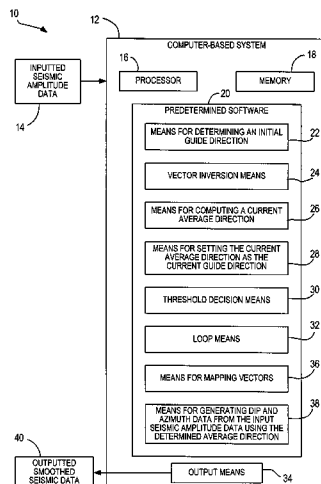 10
12
COMPUTER-BASED SYSTEM
16
18
INPUTTED
SEISMIC
AMPLITUDE
DATA
14
PROCESSOR
MEMORY
20
PREDETERMINED SOFTWARE
MEANS FOR DETERMINING AN INITIAL
GUIDE DIRECTION
22
VECTOR INVERSION MEANS
24
MEANS FOR COMPUTING A CURRENT
AVERAGE DIRECTION
26
MEANS FOR SETTING THE CURRENT
AVERAGE DIRECTION AS THE
CURRENT GUIDE DIRECTION
28
THRESHOLD DECISION MEANS
30
LOOP MEANS
32
MEANS FOR MAPPING VECTORS
36
MEANS FOR GENERATING DIP AND
AZIMUTH DATA FROM THE INPUT
SEISMIC AMPLITUDE DATA USING THE
DETERMINED AVERAGE DIRECTION
38
40
OUTPUTTED
SMOOTHED
SEISMIC DATA
OUTPUT MEANS
34